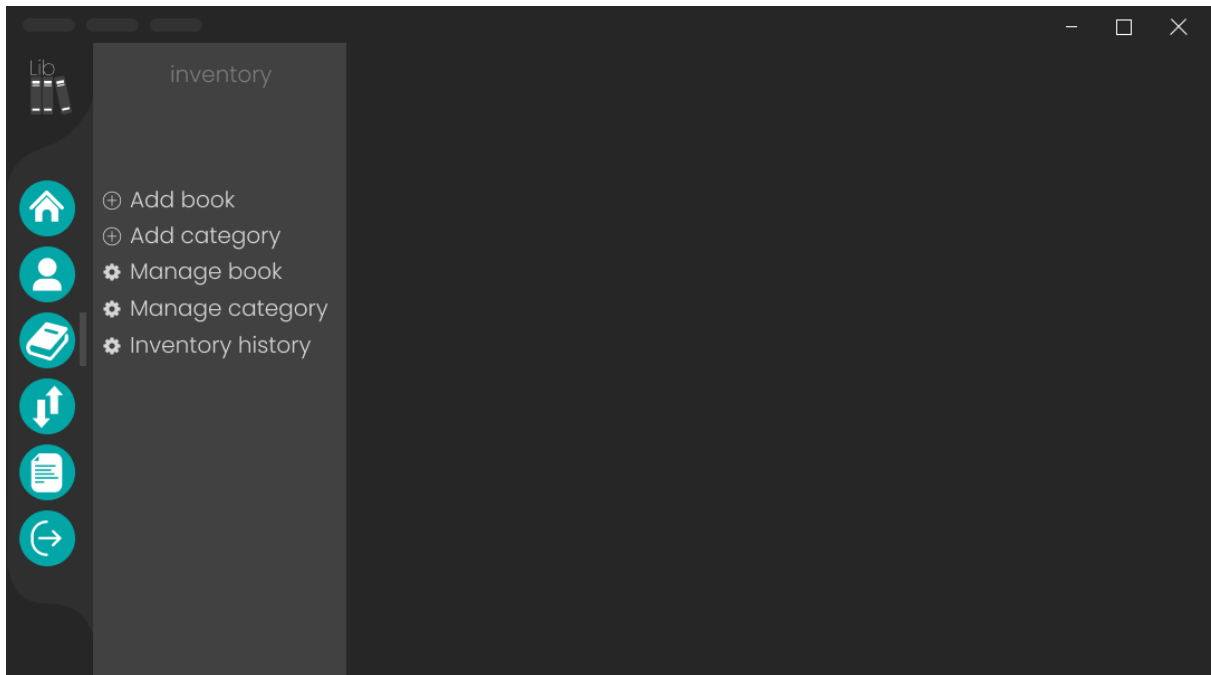 Lib
inventory
Add book
Add category
Manage book
Manage category
Inventory history